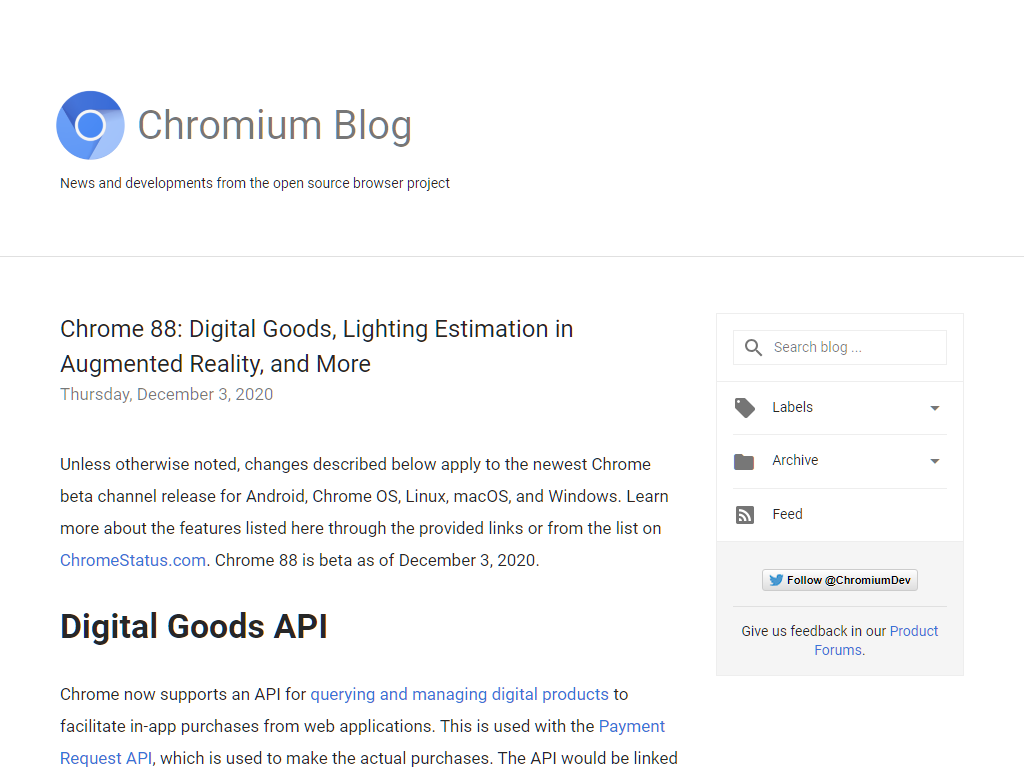 Chromium Blog
News and developments from the open source browser project
Chrome 88: Digital Goods, Lighting Estimation in
Augmented Reality, and More
Thursday, December 3, 2020
Unless otherwise noted, changes described below apply to the newest Chrome
beta channel release for Android, Chrome OS, Linux, macOS, and Windows. Learn
more about the features listed here through the provided links or from the list on
ChromeStatus.com. Chrome 88 is beta as of December 3, 2020.
Digital Goods API
Chrome now supports an API for querying and managing digital products to
facilitate in-app purchases from web applications. This is used with the Payment
Request API, which is used to make the actual purchases. The API would be linked
Search blog ...
Labels
Archive
Feed
Follow @ChromiumDev
Give us feedback in our Product
Forums.